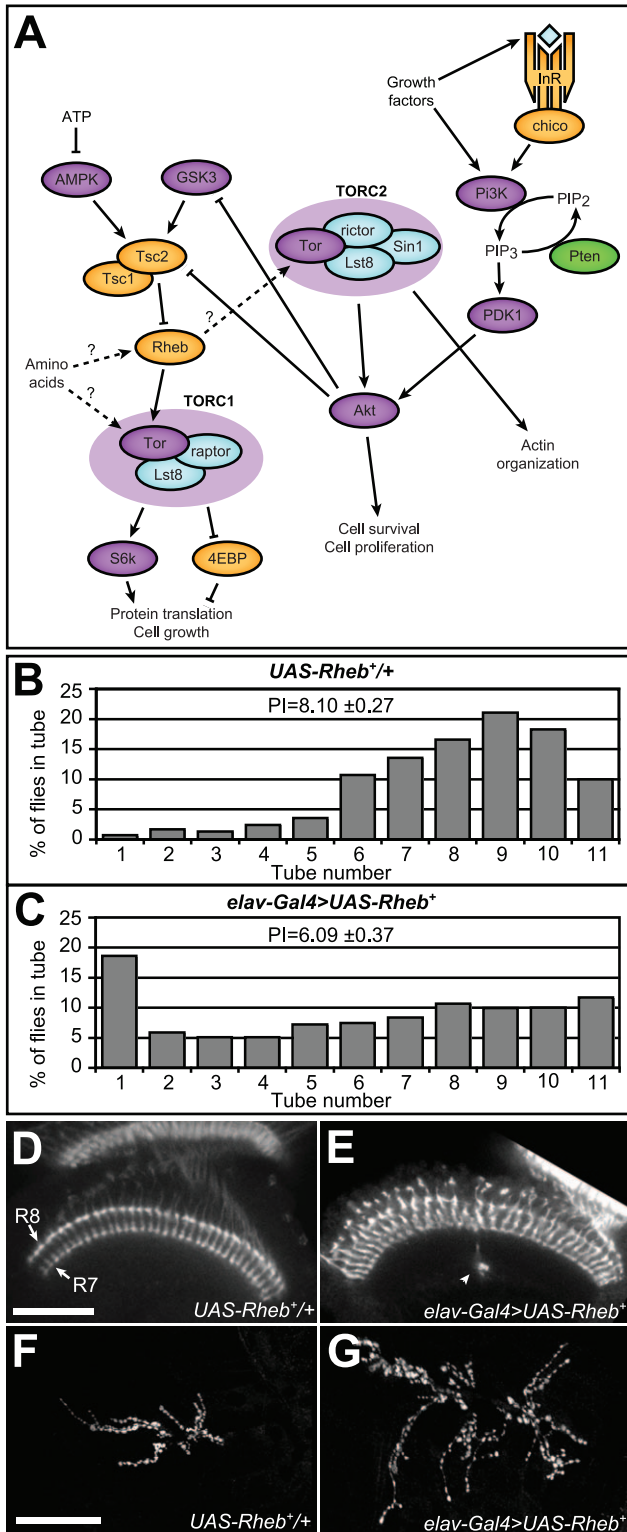 A
Growth
factors
InR
chico
ATP
AMPK
GSK3
TORC2
Pi3K
PIP2
Tor
rictor
Sin1
Lst8
PIP3
Pten
Tsc2
Tsc1
PDK1
?
Amino
acids
?
?
Rheb
TORC1
Akt
Tor
raptor
Lst8
Actin
organization
S6k
4EBP
Cell survival
Cell proliferation
Protein translation
Cell growth
B
UAS-Rheb+/+
PI=8.10 ±0.27
% of flies in tube
25
20
15
10
5
0
1 2 3 4 5 6 7 8 9 10 11
Tube number
C
elav-Gal4>UAS-Rheb+
PI=6.09 ±0.37
% of flies in tube
25
20
15
10
5
0
1 2 3 4 5 6 7 8 9 10 11
Tube number
D
R8
R7
UAS-Rheb+/+
E
elav-Gal4>UAS-Rheb+
F
UAS-Rheb+/+
G
elav-Gal4>UAS-Rheb+